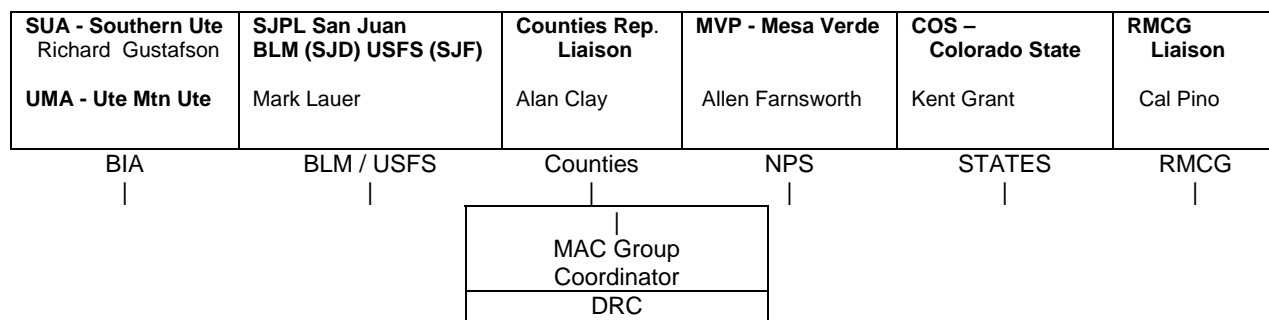 SUA - Southern Ute
Richard Gustafson
UMA - Ute Mtn Ute
SJPL San Juan
BLM (SJD) USFS (SJF)
Mark Lauer
Counties Rep.
Liaison
Alan Clay
MVP - Mesa Verde
Allen Farnsworth
COS –
Colorado State
Kent Grant
RMCG
Liaison
Cal Pino
BIA
BLM / USFS
Counties
NPS
STATES
RMCG
MAC Group
Coordinator
DRC